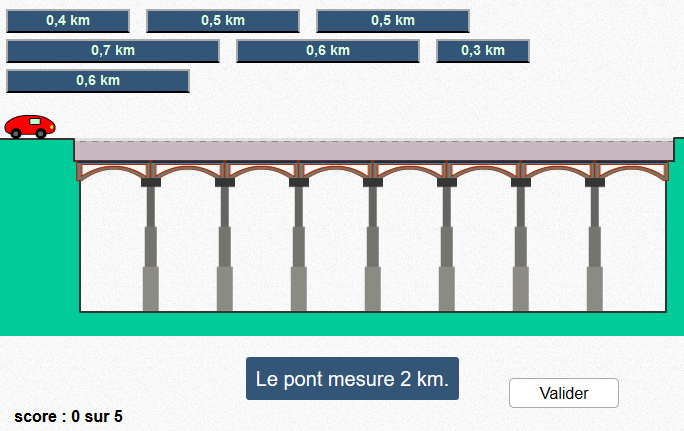 0,4 km 0,5 km 0,5 km
0,7 km 0,6 km 0,3 km
0,6 km
Le pont mesure 2 km.
Valider
score : 0 sur 5